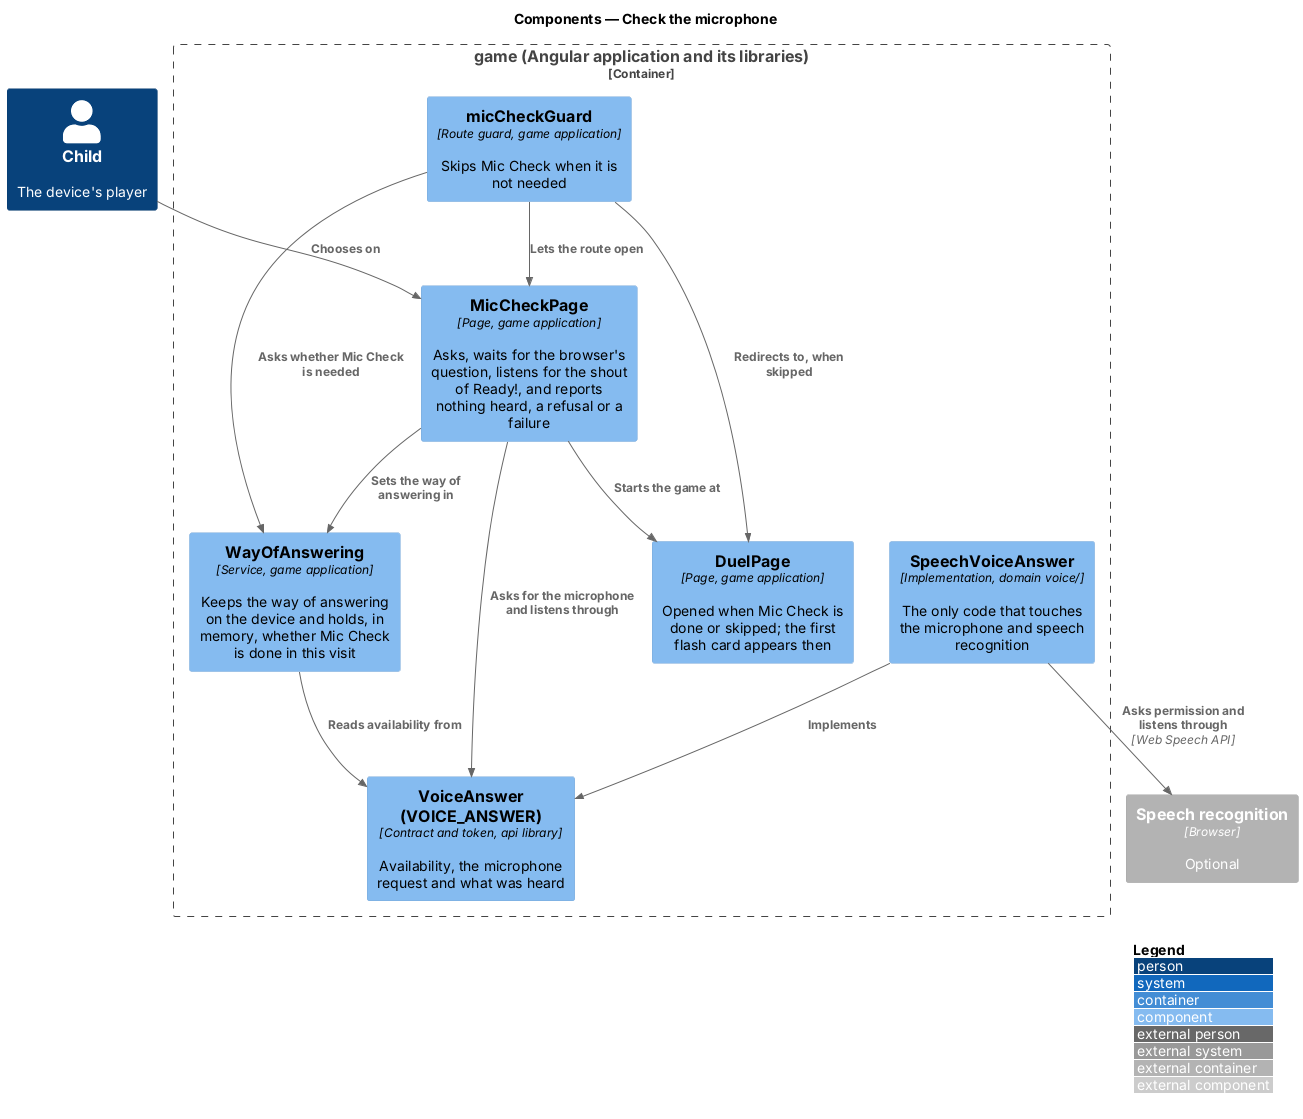 Components — Check the microphone
game (Angular application and its libraries)
[Container]
Child
The device's player
micCheckGuard
[Route guard, game application]
Skips Mic Check when it is
not needed
Chooses on
Lets the route open
MicCheckPage
[Page, game application]
Asks, waits for the browser's
question, listens for the shout
of Ready!, and reports
nothing heard, a refusal or a
failure
Asks whether Mic Check
is needed
Redirects to, when
skipped
Sets the way of
answering in
Starts the game at
WayOfAnswering
[Service, game application]
Keeps the way of answering
on the device and holds, in
memory, whether Mic Check
is done in this visit
Asks for the microphone
and listens through
DuelPage
[Page, game application]
Opened when Mic Check is
done or skipped; the first
flash card appears then
SpeechVoiceAnswer
[Implementation, domain voice/]
The only code that touches
the microphone and speech
recognition
Reads availability from
Implements
Asks permission and
listens through
[Web Speech API]
VoiceAnswer
(VOICE_ANSWER)
[Contract and token, api library]
Availability, the microphone
request and what was heard
Speech recognition
[Browser]
Optional
Legend
person
system
container
component
external person
external system
external container
external component